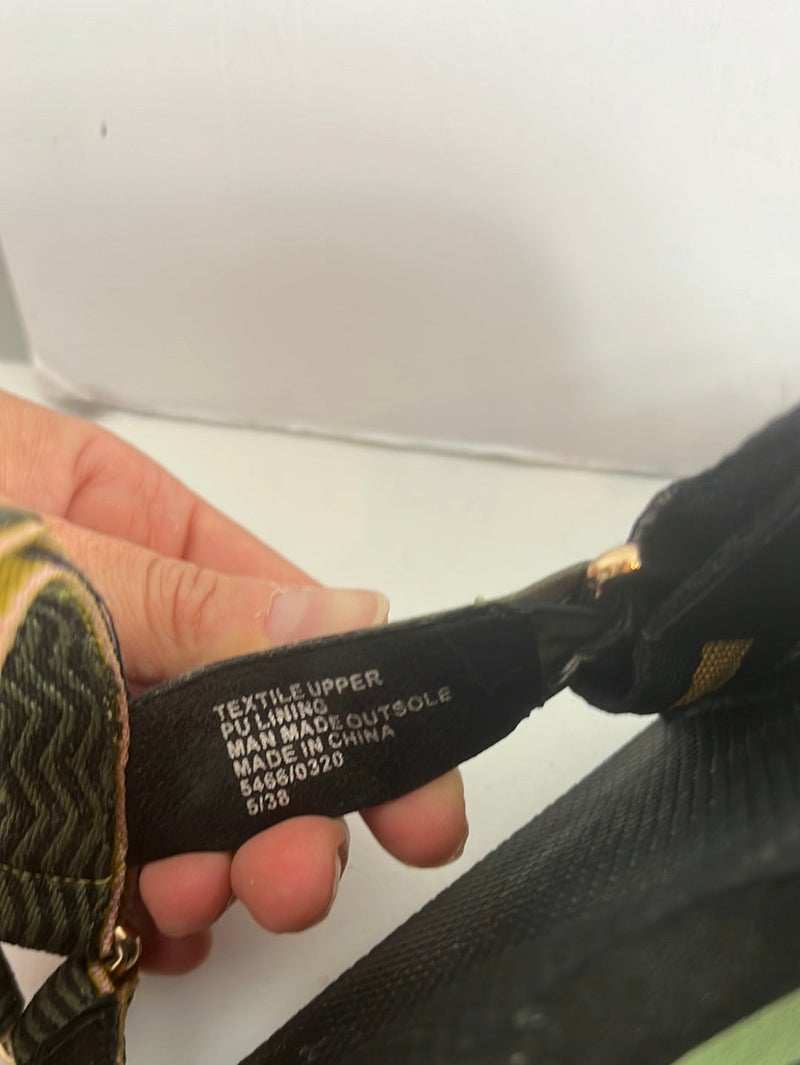 TEXTILE UPPER
PU LINING
MAN MADE OUTSOLE
MADE IN CHINA
5466/0320
5/38